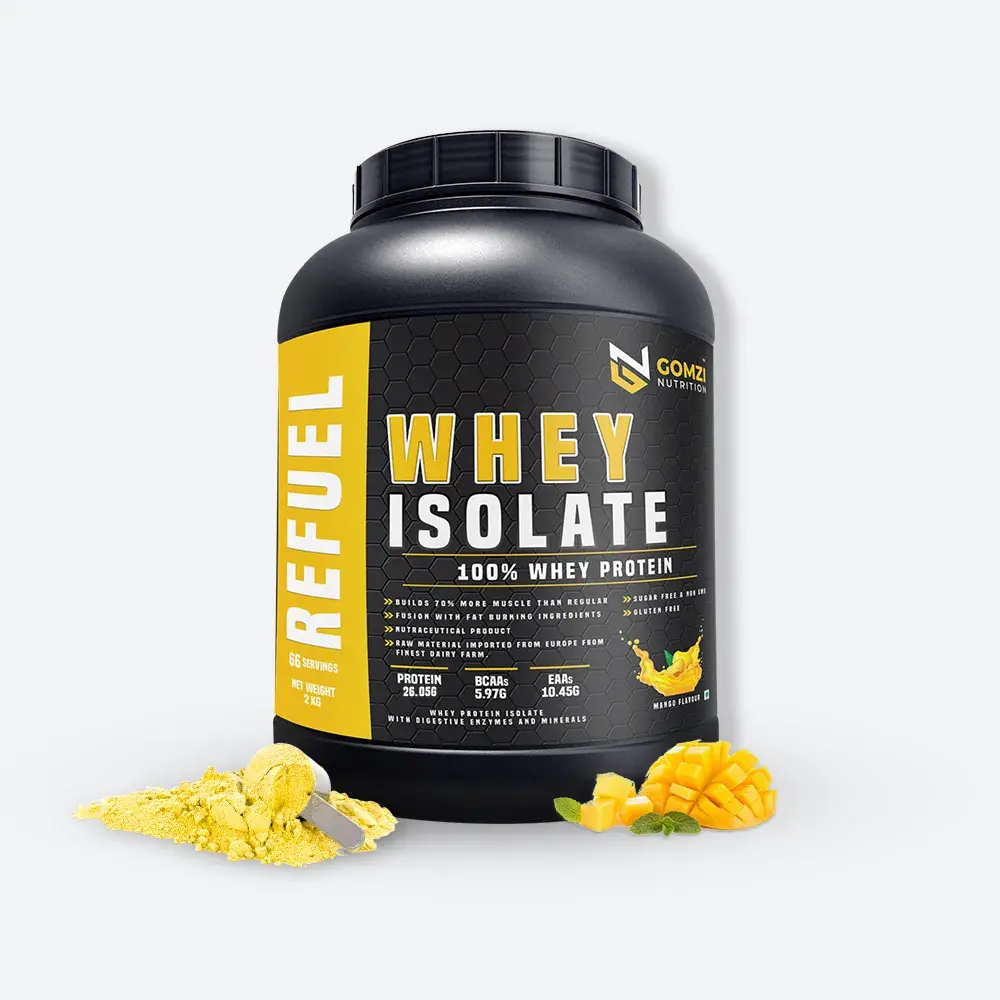 GOMZI
NUTRITION
REFUEL
66 SERVINGS
NET WEIGHT
2 KG
WHEY
ISOLATE
100% WHEY PROTEIN
BUILDS 70% MORE MUSCLE THAN REGULAR
FUSION WITH FAT BURNING INGREDIENTS
NUTRACEUTICAL PRODUCT
RAW MATERIAL IMPORTED FROM EUROPE FROM
FINEST DAIRY FARM.
SUGAR FREE & NON
GLUTEN FREE
PROTEIN
26.05G
BCAAs
5.97G
EAAs
10.45G
WHEY PROTEIN ISOLATE
WITH DIGESTIVE ENZYMES AND MINERALS
MANGO FLAVOUR